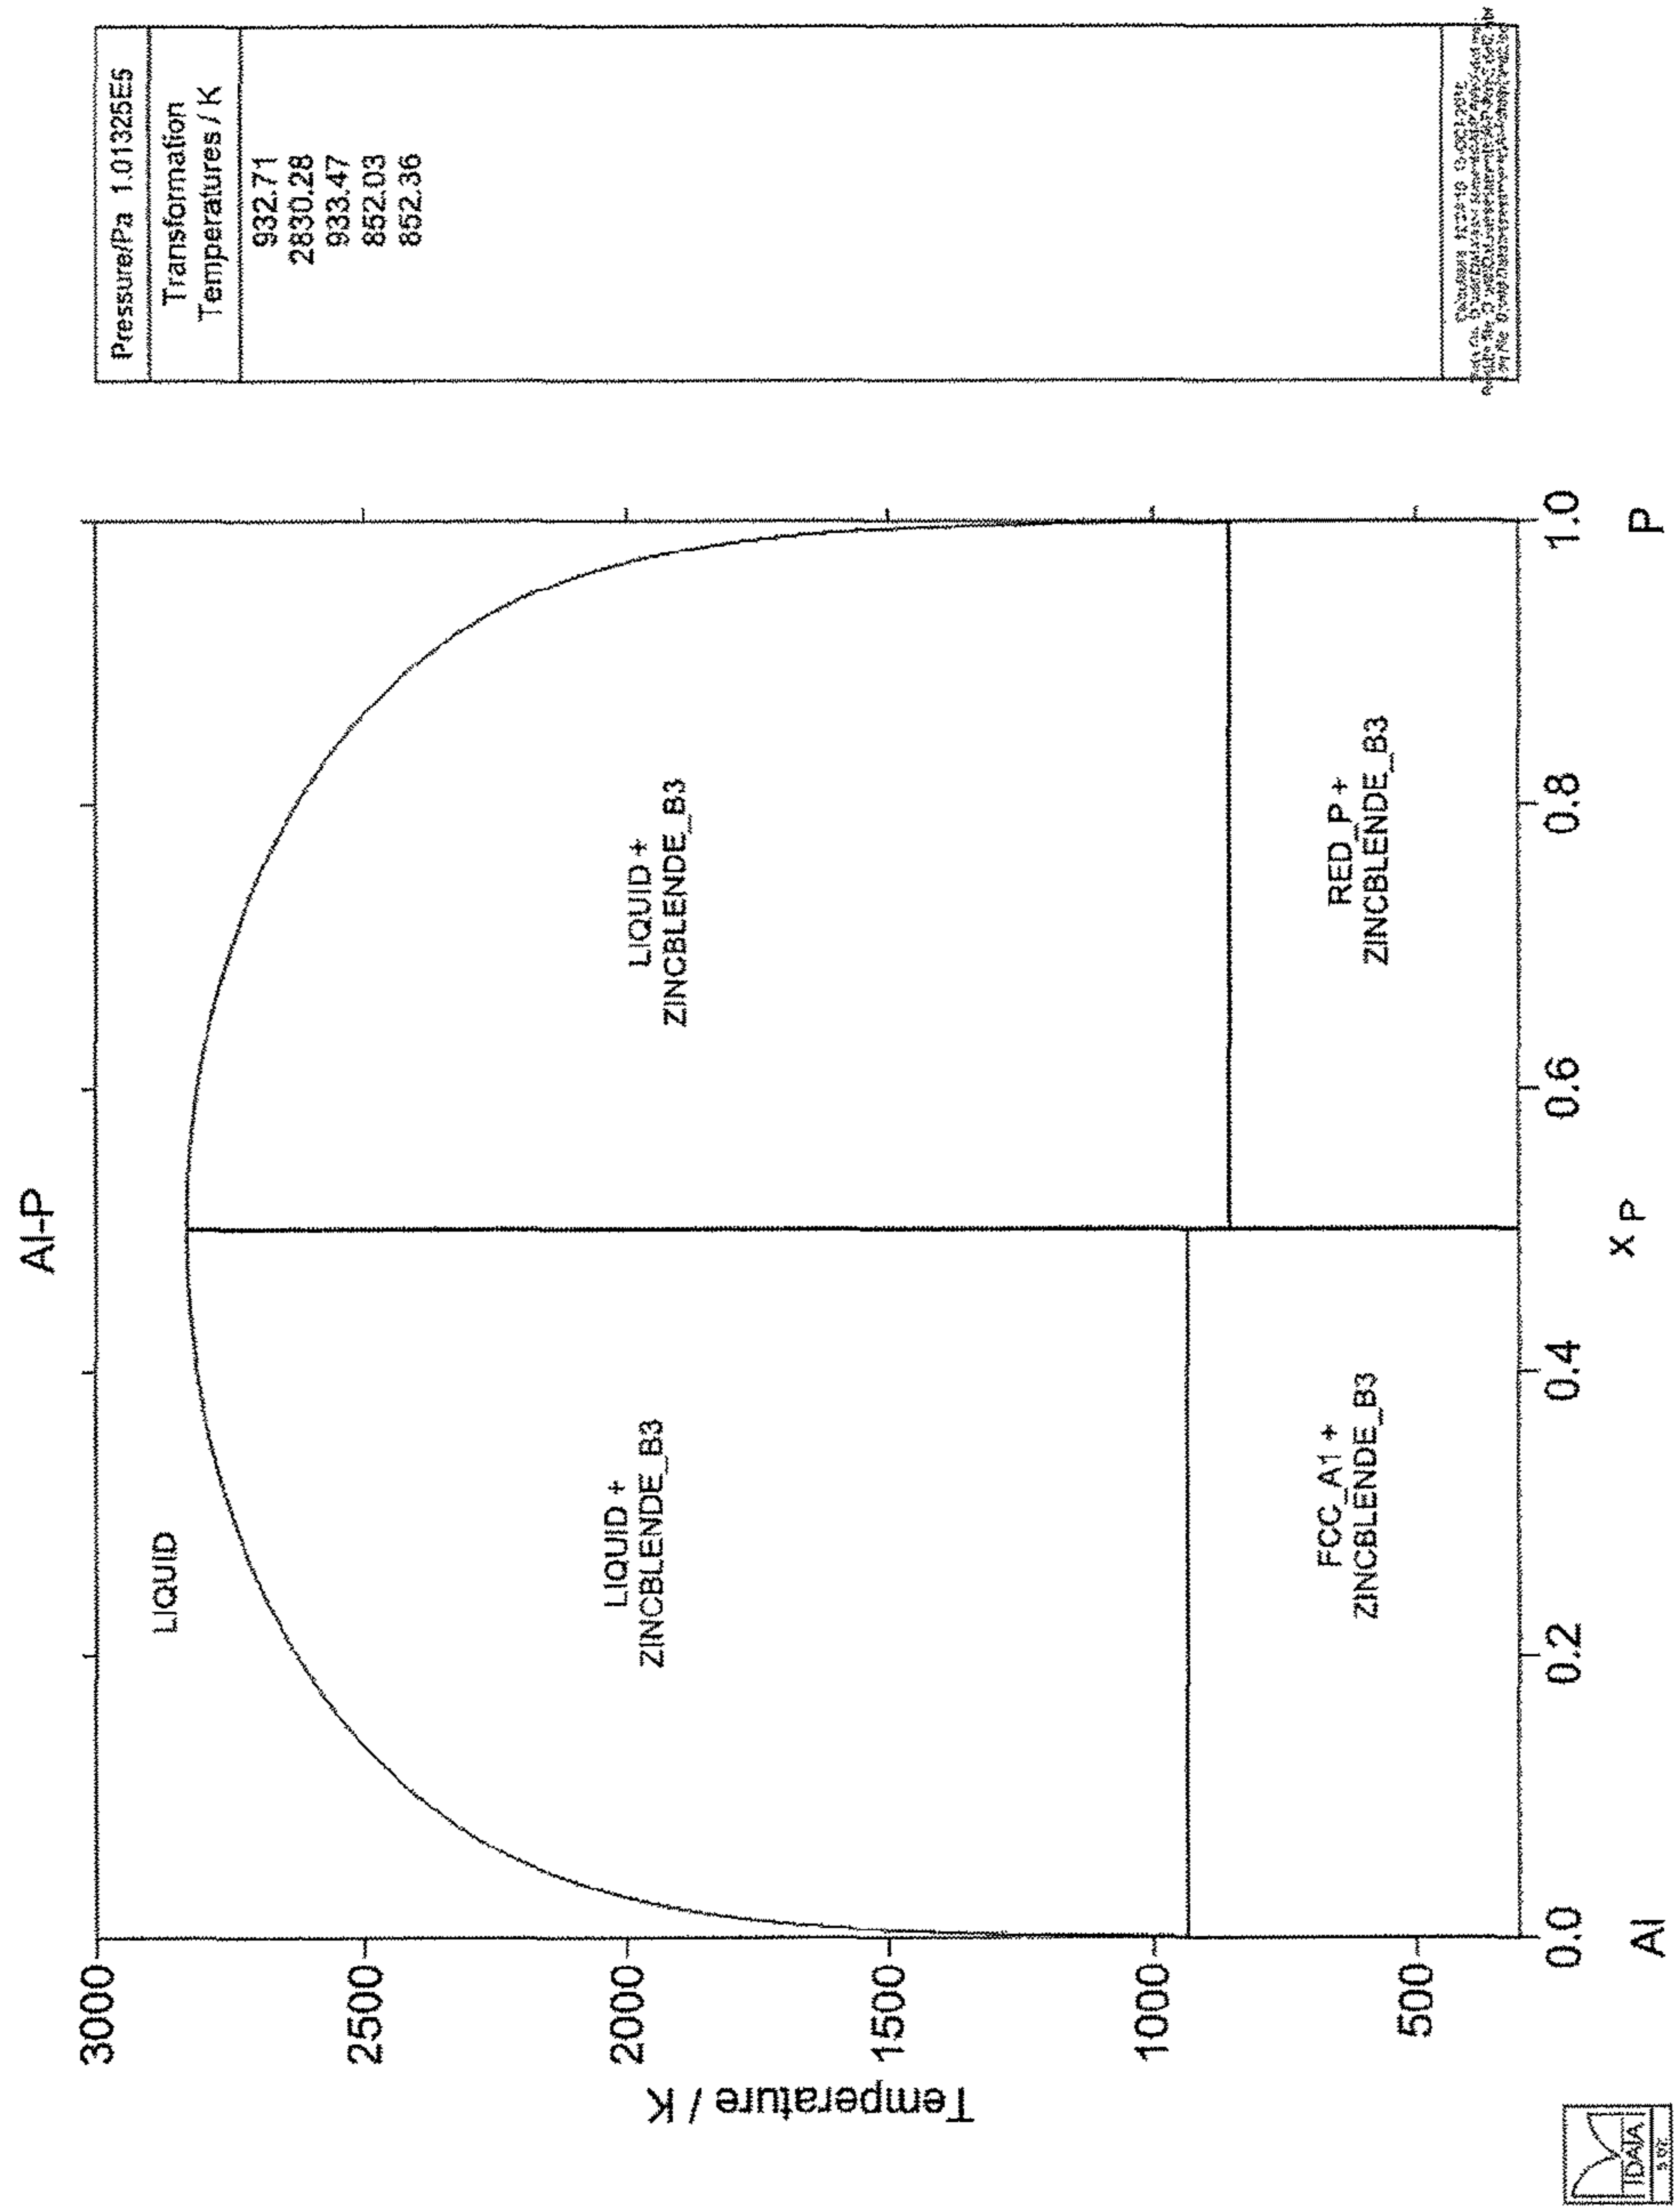 Al-P
3000
2500
2000
1500
1000
500
Temperature / K
LIQUID
LIQUID +
ZINCBLENDE_B3
LIQUID +
ZINCBLENDE_B3
FCC_A1 +
ZINCBLENDE_B3
RED_P +
ZINCBLENDE_B3
0.0
0.2
0.4
0.6
0.8
1.0
Al
x P
P
Pressure/Pa 1.01325E5
Transformation
Temperatures / K
932.71
2830.28
933.47
852.03
852.36